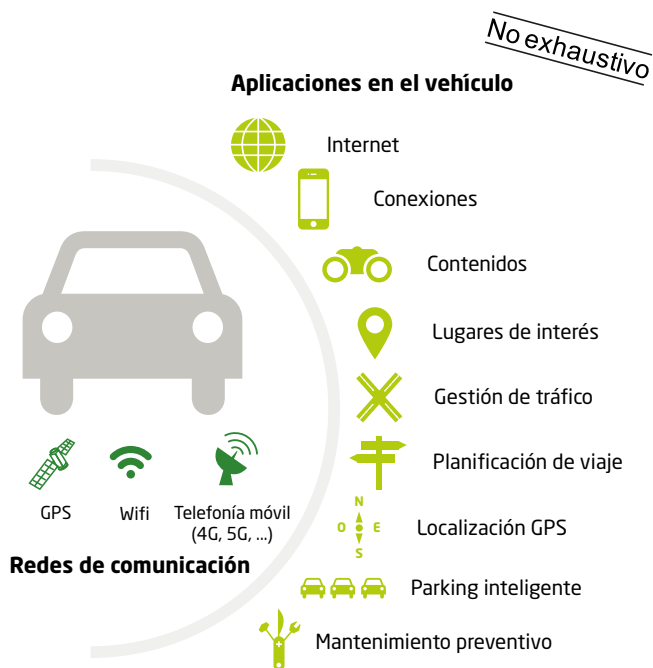 No exhaustivo
Aplicaciones en el vehículo
Internet
Conexiones
Contenidos
Lugares de interés
Gestión de tráfico
Planificación de viaje
N
O E
S
Localización GPS
Parking inteligente
Mantenimiento preventivo
GPS
Wifi
Telefonía móvil
(4G, 5G, ...)
Redes de comunicación